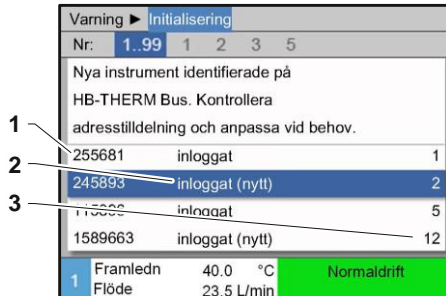 Varning ► Initialisering
Nr: 1..99 1 2 3 5
Nya instrument identifierade på
HB-THERM Bus. Kontrollera
adresstilldelning och anpassa vid behov.
1
255681 inloggat 1
2
245893 inloggat (nytt) 2
3
inloggat 5
1589663 inloggat (nytt) 12
1 Framledn 40.0 °C Normaldrift
Flöde 23.5 L/min